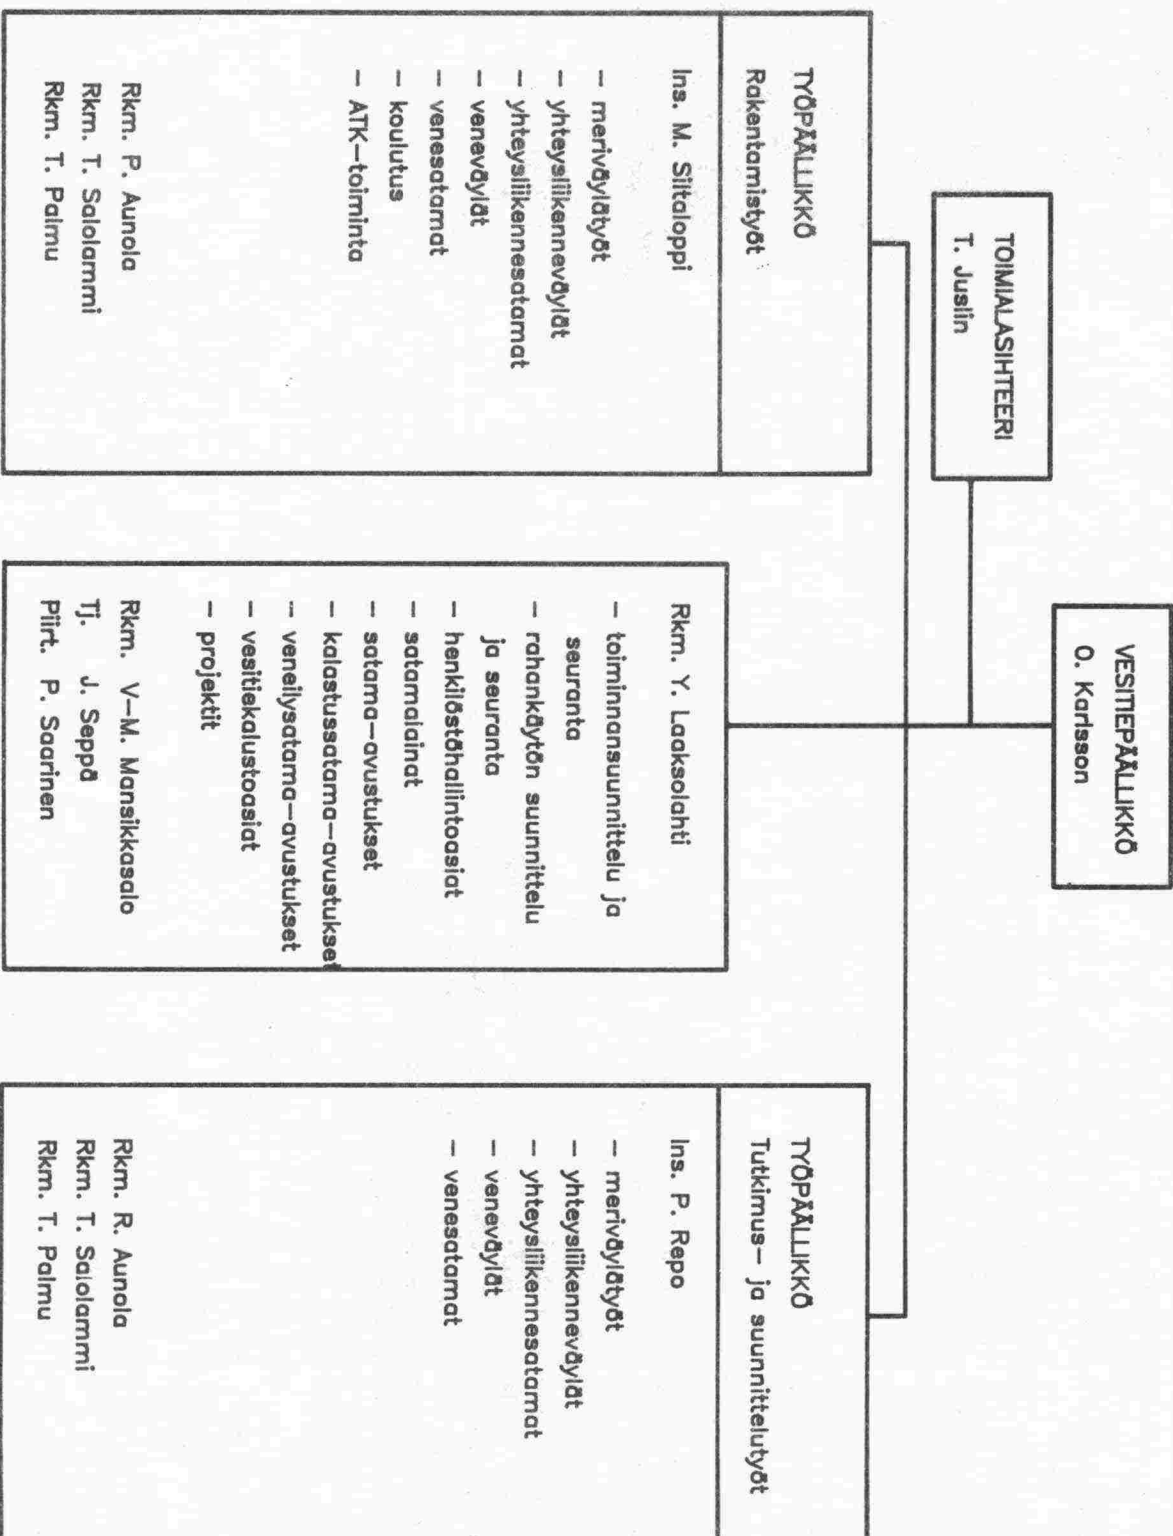 VESITIEPÄÄLLIKKÖ
O. Karlsson
TOIMIALASIHTEERI
T. Juslin
TYÖPÄÄLLIKKÖ
Rakentamistyöt
Ins. M. Siltaloppi
- meriväylätyöt
- yhteysliikenneväylät
- yhteysliikennesatamat
- veneväylät
- venesatamat
- koulutus
- ATK-toiminta
Rkm. P. Aunola
Rkm. T. Salolammi
Rkm. T. Palmu
Rkm. Y. Laaksolahti
- toiminnansuunnittelu ja
seuranta
- rahankäytön suunnittelu
ja seuranta
- henkilöstöhallintoasiat
- satamalainat
- satama-avustukset
- kalastussatama-avustukset
- veneilysatama-avustukset
- vesitiekalustoasiat
- projektit
Rkm. V-M. Mansikkasalo
Tj. J. Seppä
Piirt. P. Saarinen
TYÖPÄÄLLIKKÖ
Tutkimus- ja suunnittelutyöt
Ins. P. Repo
- meriväylätyöt
- yhteysliikenneväylät
- yhteysliikennesatamat
- veneväylät
- venesatamat
Rkm. R. Aunola
Rkm. T. Salolammi
Rkm. T. Palmu